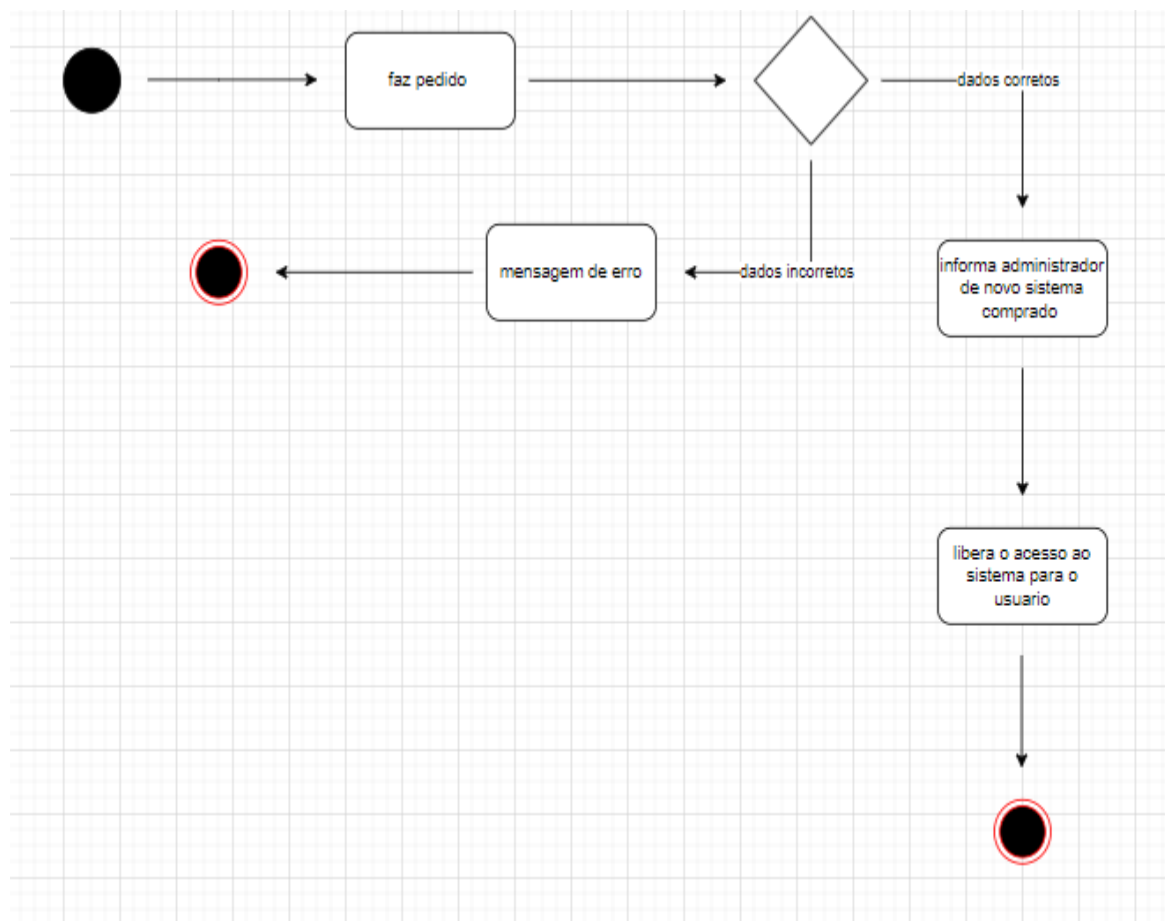 faz pedido
dados corretos
mensagem de erro
dados incorretos
informa administrador
de novo sistema
comprado
libera o acesso ao
sistema para o
usuario